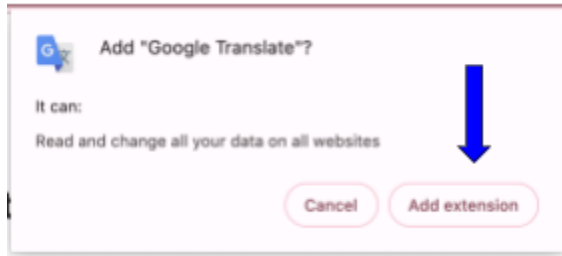 Add "Google Translate"?
It can:
Read and change all your data on all websites
Cancel
Add extension